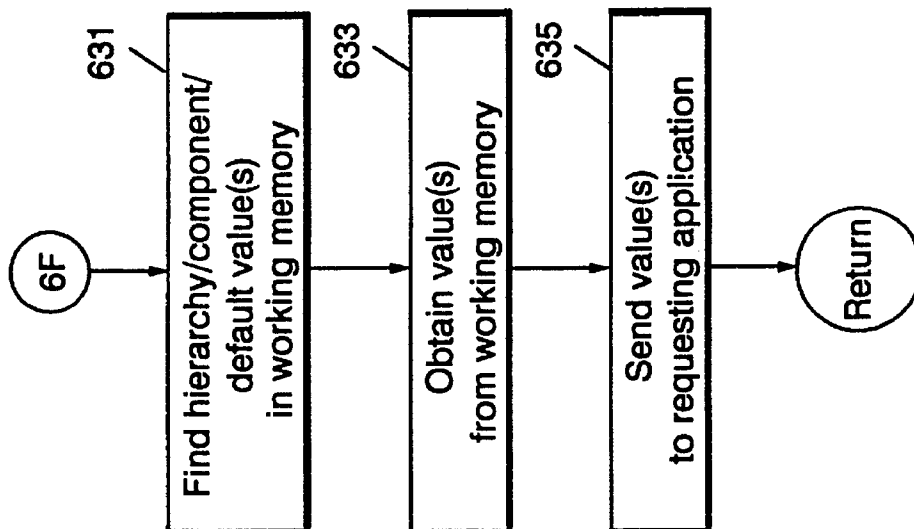 6F
631
Find hierarchy/component/
default value(s)
in working memory
633
Obtain value(s)
from working memory
635
Send value(s)
to requesting application
Return